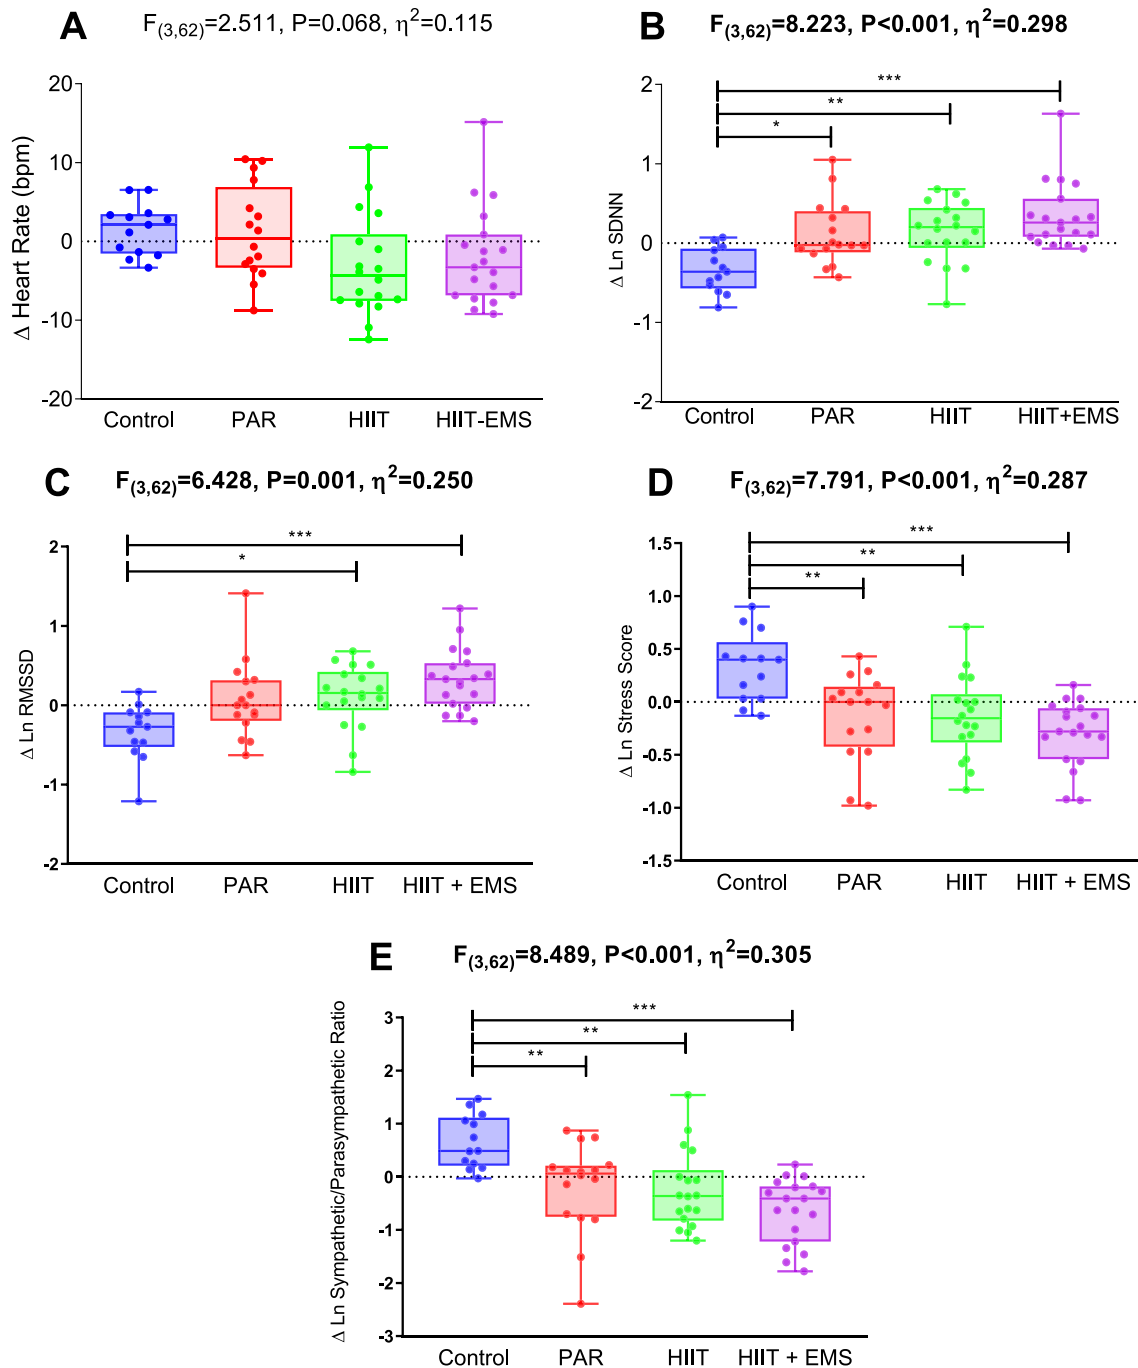 A
F(3,62)=2.511, P=0.068, η²=0.115
Δ Heart Rate (bpm)
20
10
0
-10
-20
Control PAR HIIT HIIT-EMS
B
F(3,62)=8.223, P<0.001, η²=0.298
Δ Ln SDNN
2
1
0
-1
-2
***
**
*
Control PAR HIIT HIIT+EMS
C
F(3,62)=6.428, P=0.001, η²=0.250
Δ Ln RMSSD
2
1
0
-1
-2
***
*
Control PAR HIIT HIIT + EMS
D
F(3,62)=7.791, P<0.001, η²=0.287
Δ Ln Stress Score
1.5
1.0
0.5
0.0
-0.5
-1.0
-1.5
***
**
**
Control PAR HIIT HIIT + EMS
E
F(3,62)=8.489, P<0.001, η²=0.305
Δ Ln Sympathetic/Parasympathetic Ratio
3
2
1
0
-1
-2
-3
***
**
**
Control PAR HIIT HIIT + EMS